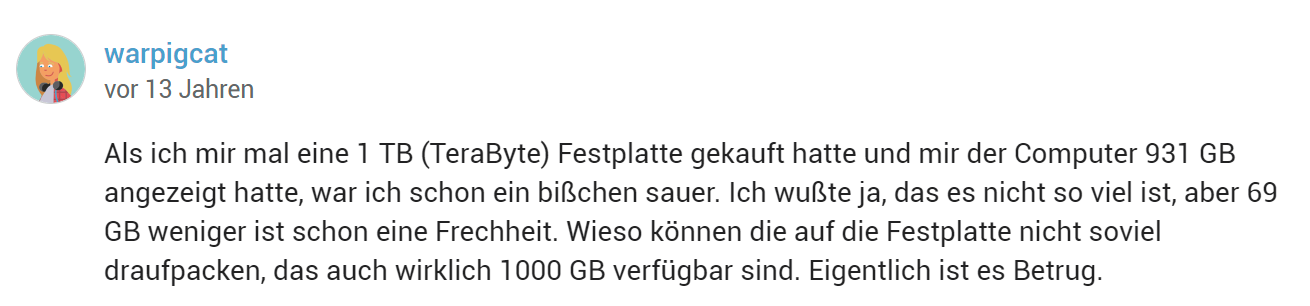 warpigcat
vor 13 Jahren
Als ich mir mal eine 1 TB (TeraByte) Festplatte gekauft hatte und mir der Computer 931 GB
angezeigt hatte, war ich schon ein bißchen sauer. Ich wußte ja, das es nicht so viel ist, aber 69
GB weniger ist schon eine Frechheit. Wieso können die auf die Festplatte nicht soviel
draufpacken, das auch wirklich 1000 GB verfügbar sind. Eigentlich ist es Betrug.